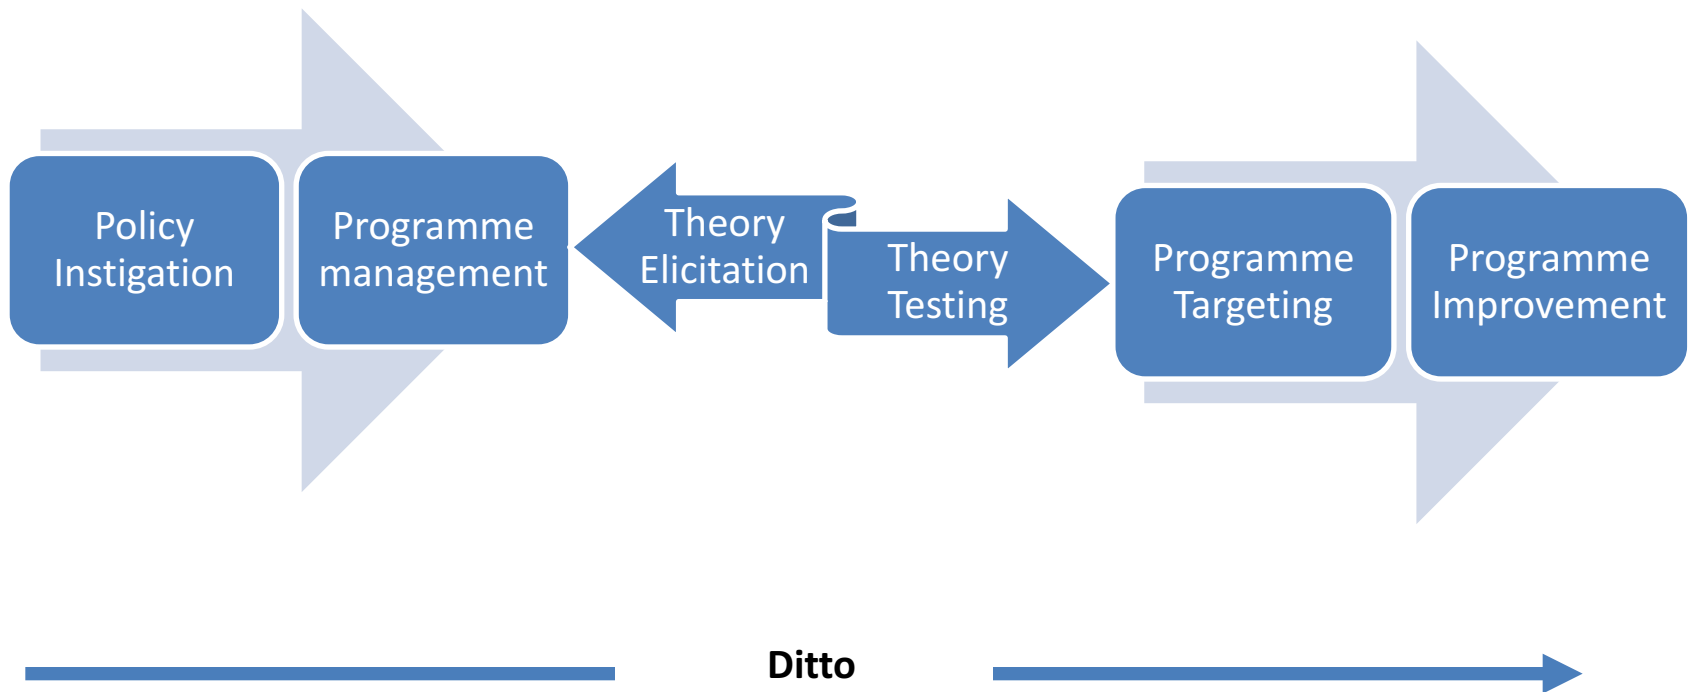 Policy
Instigation
Programme
management
Theory
Elicitation
Theory
Testing
Programme
Targeting
Programme
Improvement
Ditto